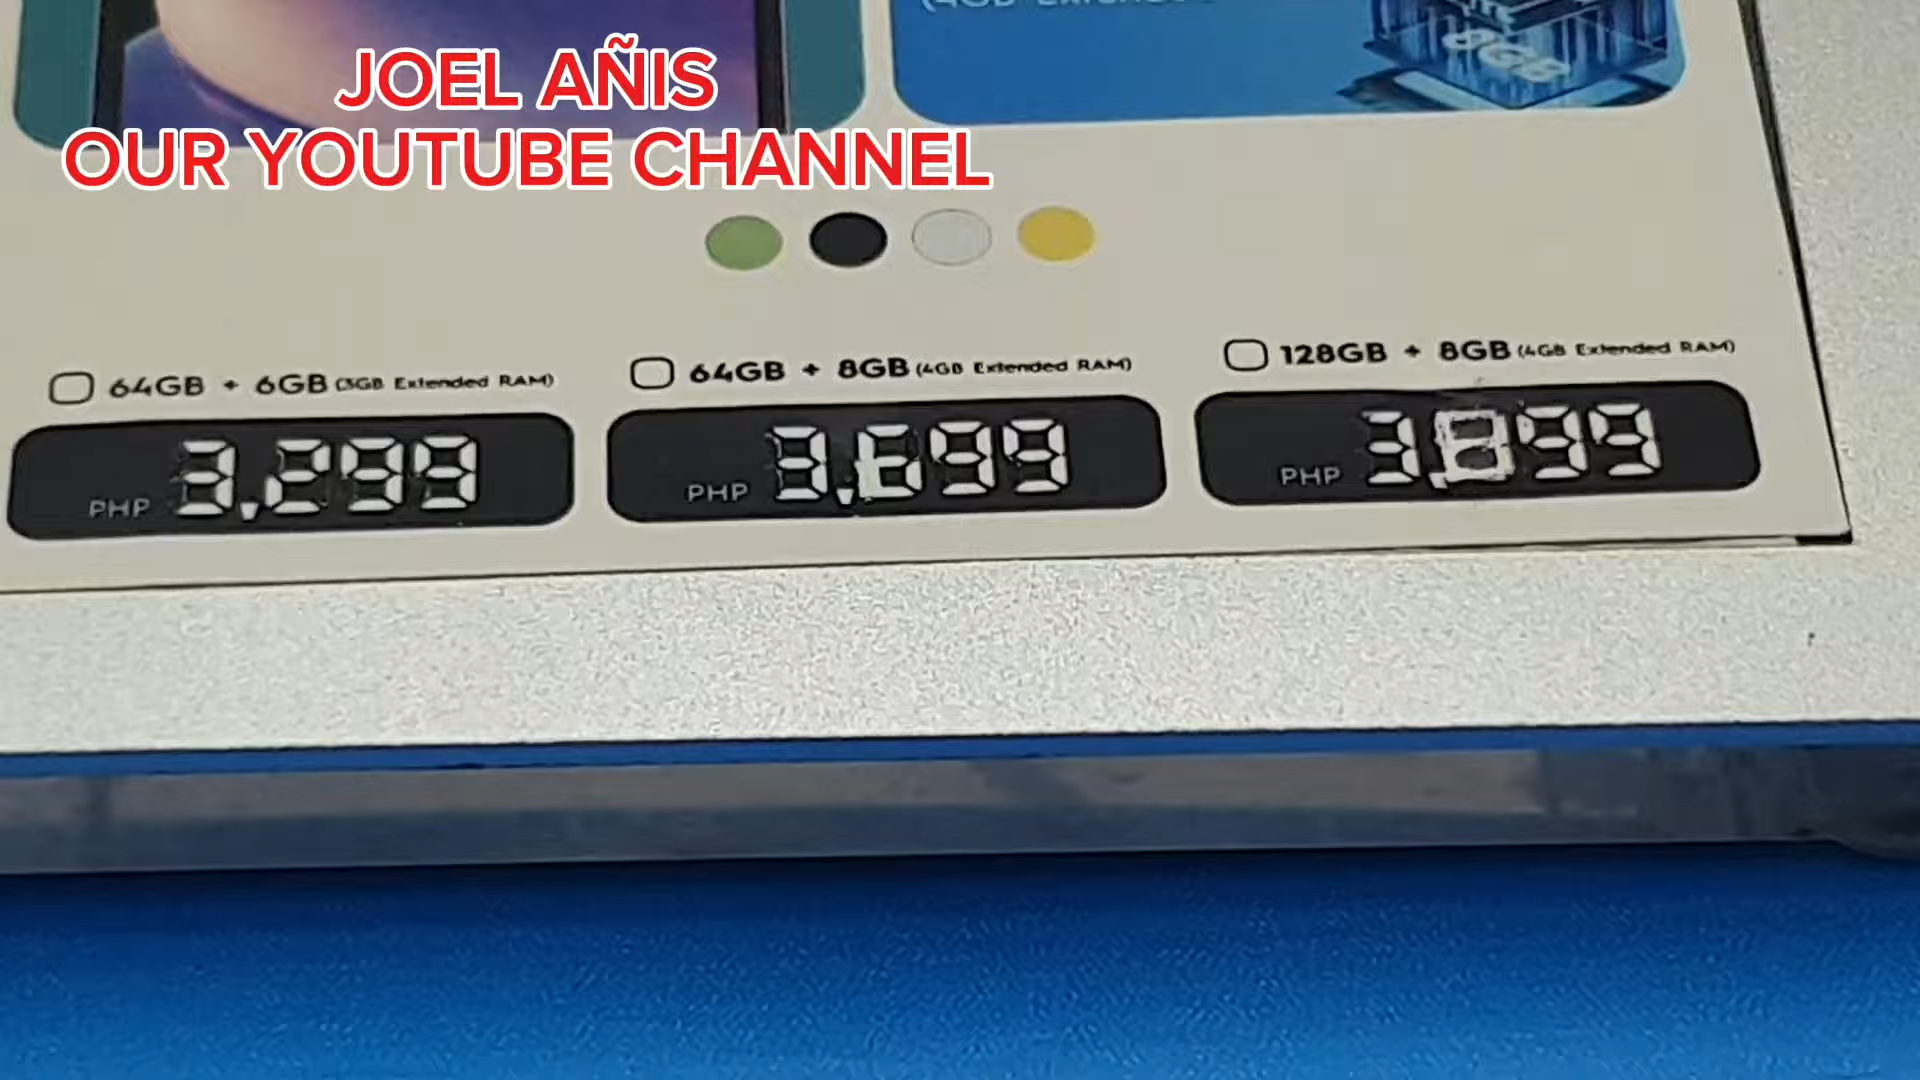 JOEL AÑIS
OUR YOUTUBE CHANNEL
8GB
64GB + 6GB (3GB Extended RAM)
PHP 3,299
64GB + 8GB (4GB Extended RAM)
PHP 3,699
128GB + 8GB (4GB Extended RAM)
PHP 3,899